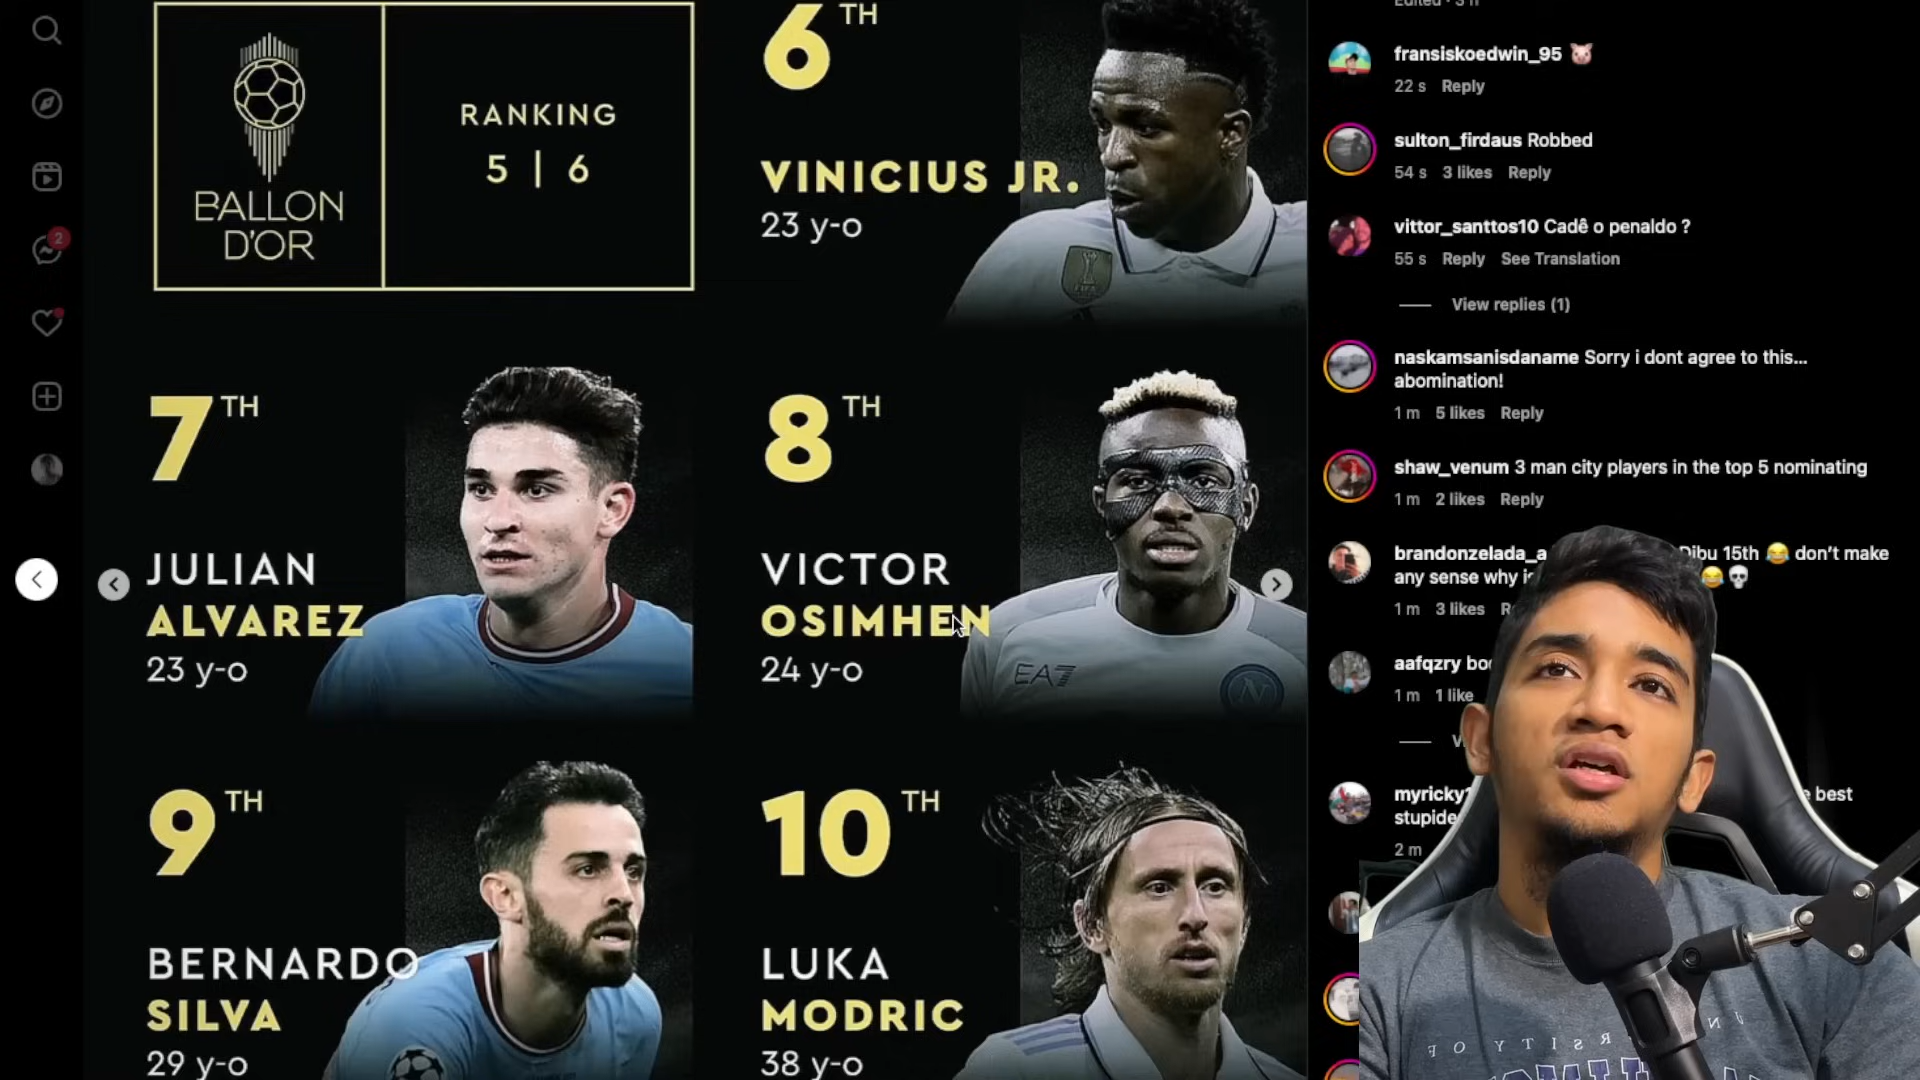 BALLON
D'OR
RANKING
5 | 6
6TH
VINICIUS JR.
23 y-o
7TH
JULIAN
ALVAREZ
23 y-o
8TH
VICTOR
OSIMHEN
24 y-o
EA7
N
9TH
BERNARDO
SILVA
29 y-o
10TH
LUKA
MODRIC
38 y-o
2
Edited · 3 h
fransiskoedwin_95 🐷
22 s Reply
sulton_firdaus Robbed
54 s 3 likes Reply
vittor_santtos10 Cadê o penaldo ?
55 s Reply See Translation
View replies (1)
naskamsanisdaname Sorry i dont agree to this...
abomination!
1 m 5 likes Reply
shaw_venum 3 man city players in the top 5 nominating
1 m 2 likes Reply
brandonzelada_a Dibu 15th 😂 don't make
any sense why 😂💀
1 m 3 likes
aafqzry
1 m 1 like
best
2 m